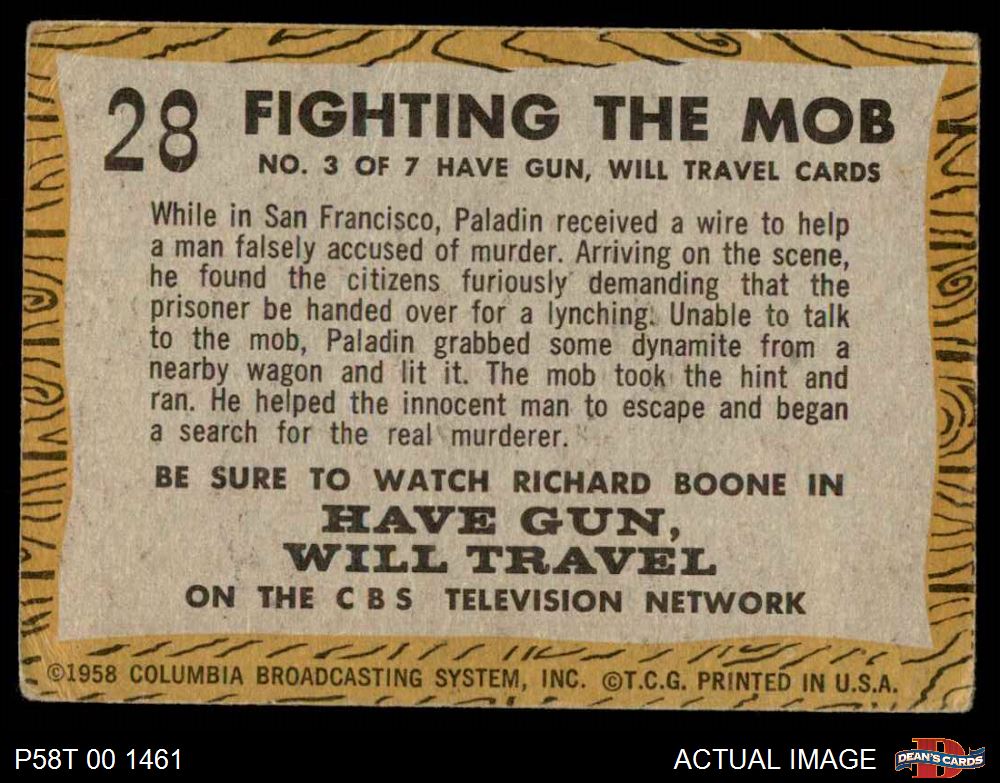 28 FIGHTING THE MOB
NO. 3 OF 7 HAVE GUN, WILL TRAVEL CARDS
While in San Francisco, Paladin received a wire to help
a man falsely accused of murder. Arriving on the scene,
he found the citizens furiously demanding that the
prisoner be handed over for a lynching. Unable to talk
to the mob, Paladin grabbed some dynamite from a
nearby wagon and lit it. The mob took the hint and
ran. He helped the innocent man to escape and began
a search for the real murderer.
BE SURE TO WATCH RICHARD BOONE IN
HAVE GUN,
WILL TRAVEL
ON THE CBS TELEVISION NETWORK
©1958 COLUMBIA BROADCASTING SYSTEM, INC. ©T.C.G. PRINTED IN U.S.A.
P58T 00 1461
ACTUAL IMAGE
D
DEAN'S CARDS